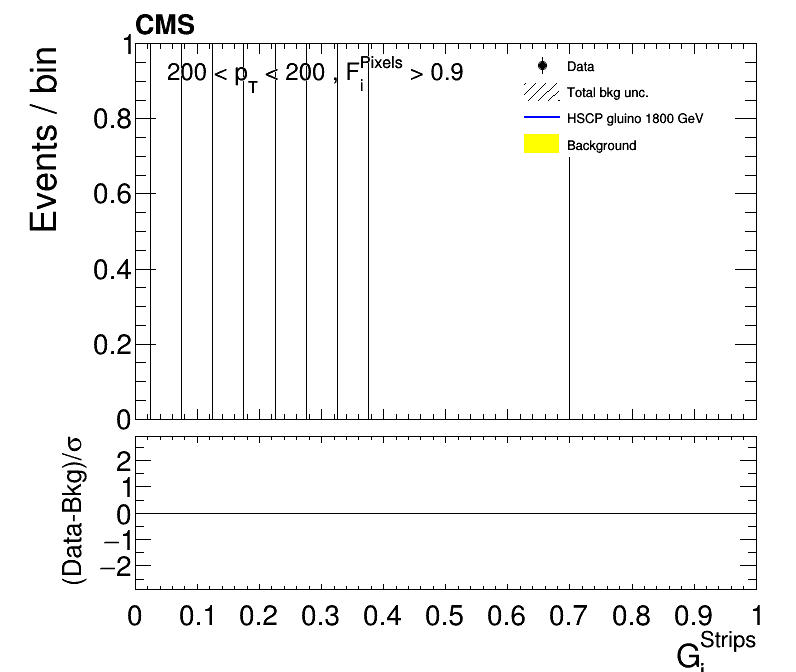 CMS
Events / bin
1
0.8
0.6
0.4
0.2
0
200 < p_T < 200 , F_i^Pixels > 0.9
Data
Total bkg unc.
HSCP gluino 1800 GeV
Background
(Data-Bkg)/σ
2
1
0
−1
−2
0 0.1 0.2 0.3 0.4 0.5 0.6 0.7 0.8 0.9 1
G_i^Strips